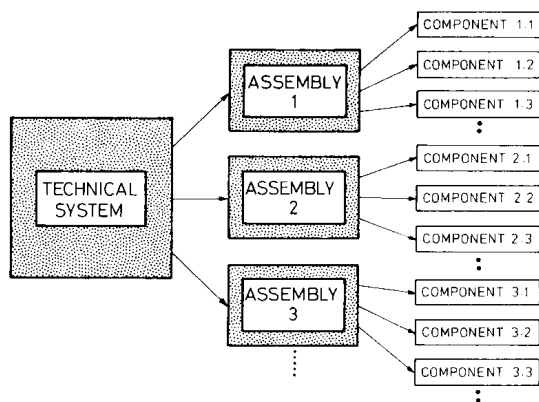 TECHNICAL
SYSTEM
ASSEMBLY
1
ASSEMBLY
2
ASSEMBLY
3
COMPONENT 1.1
COMPONENT 1.2
COMPONENT 1.3
COMPONENT 2.1
COMPONENT 2.2
COMPONENT 2.3
COMPONENT 3.1
COMPONENT 3.2
COMPONENT 3.3